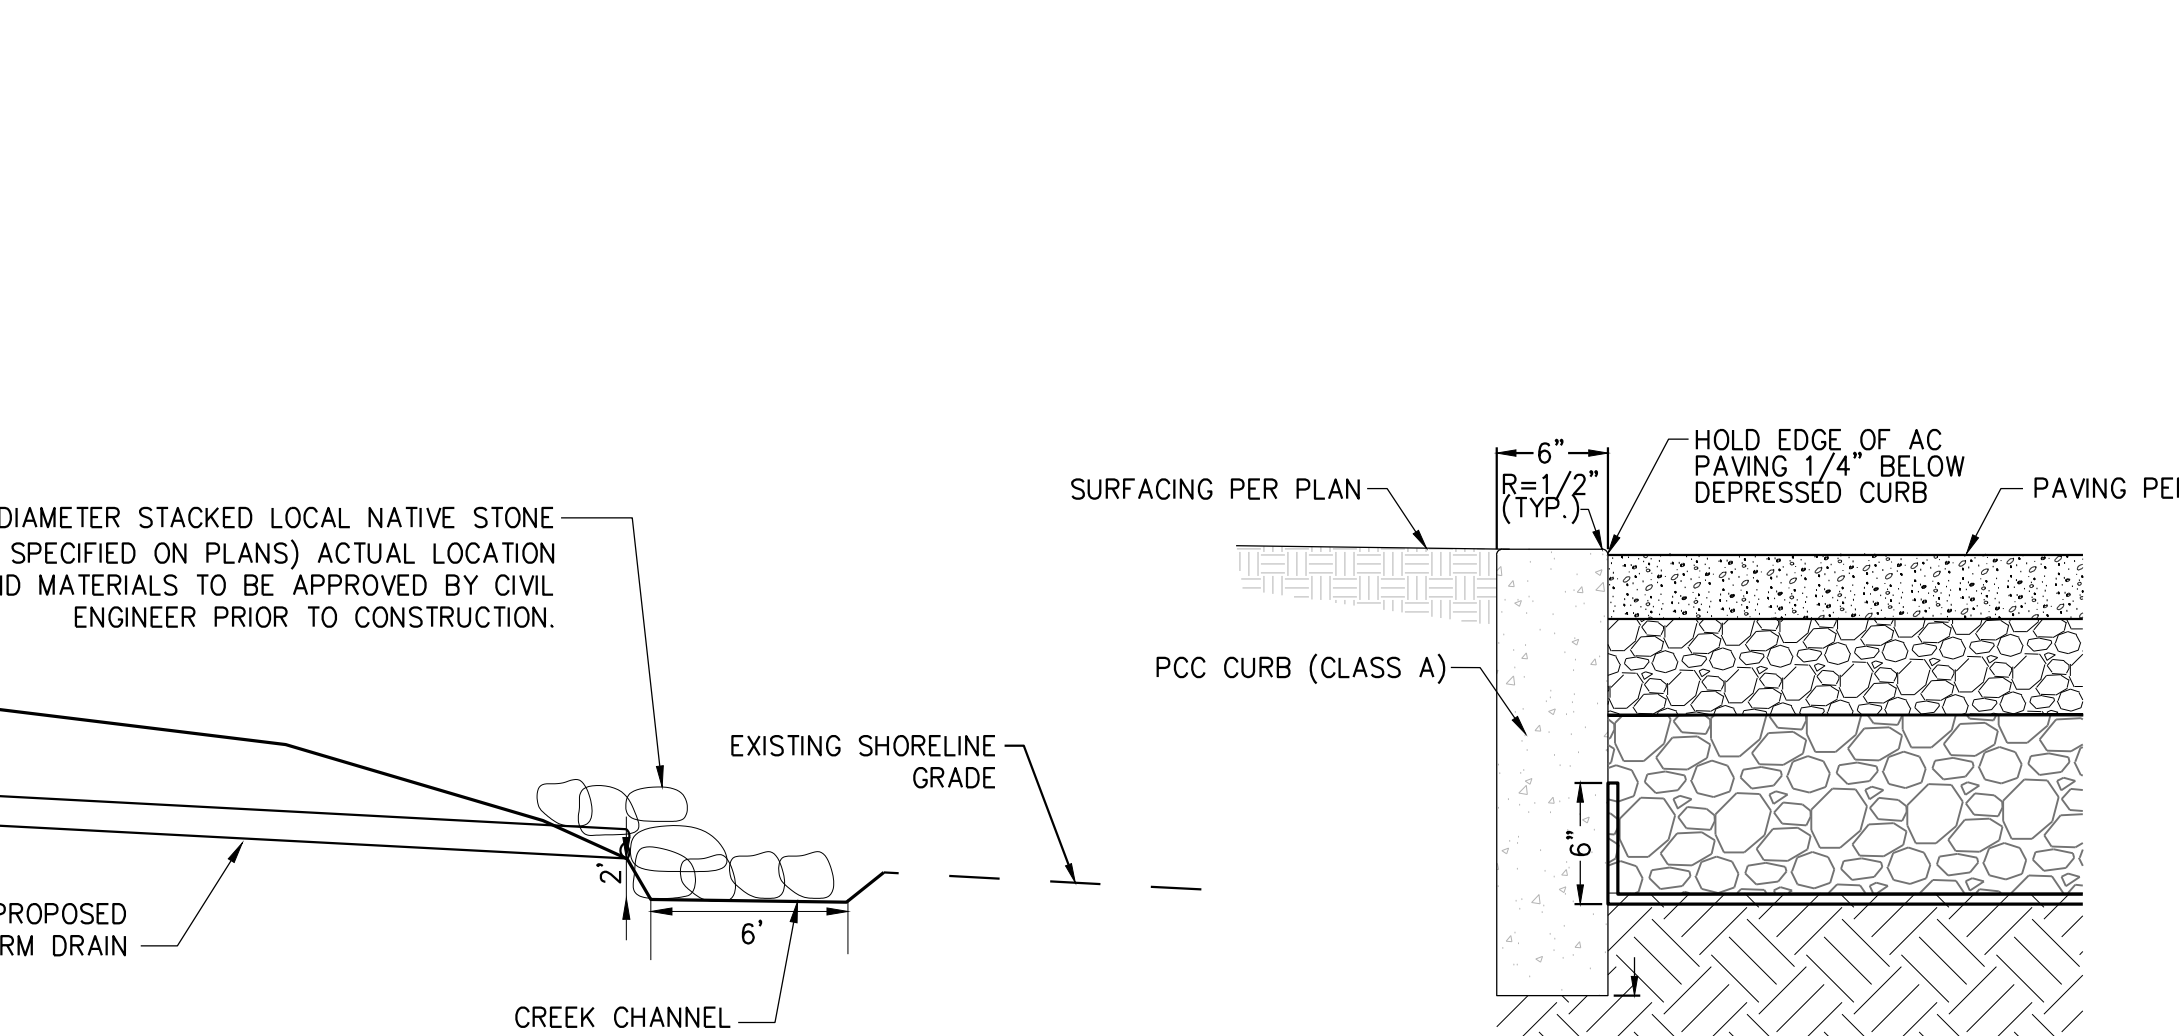 DIAMETER STACKED LOCAL NATIVE STONE
SPECIFIED ON PLANS) ACTUAL LOCATION
MATERIALS TO BE APPROVED BY CIVIL
ENGINEER PRIOR TO CONSTRUCTION.
EXISTING SHORELINE
GRADE
2'
6'
PROPOSED
DRAIN
CREEK CHANNEL
SURFACING PER PLAN
6"
R=1/2"
(TYP.)
HOLD EDGE OF AC
PAVING 1/4" BELOW
DEPRESSED CURB
PAVING
PCC CURB (CLASS A)
6"